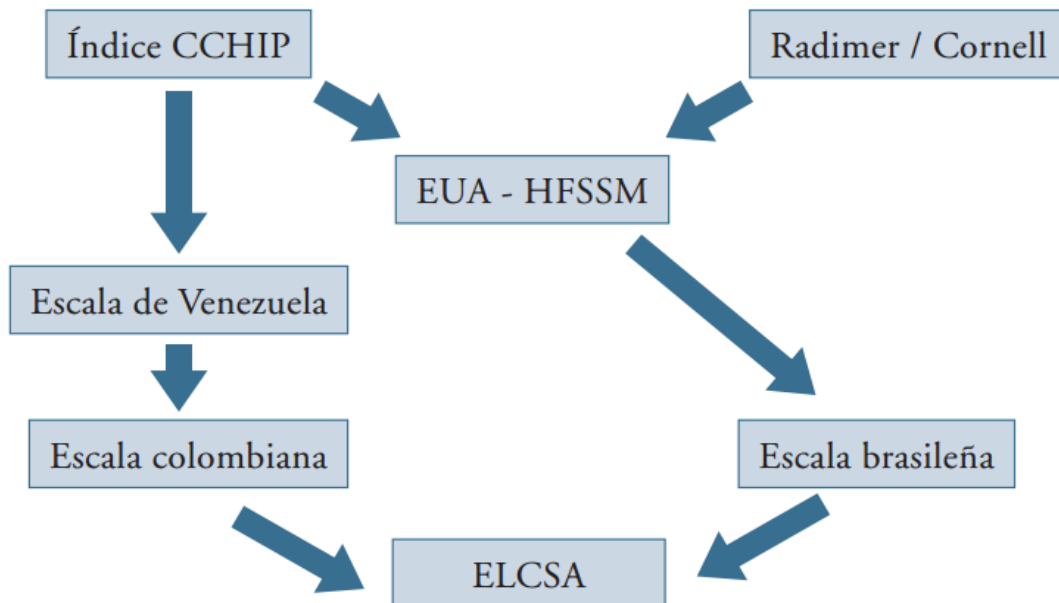 Índice CCHIP
Radimer / Cornell
EUA - HFSSM
Escala de Venezuela
Escala colombiana
Escala brasileña
ELCSA